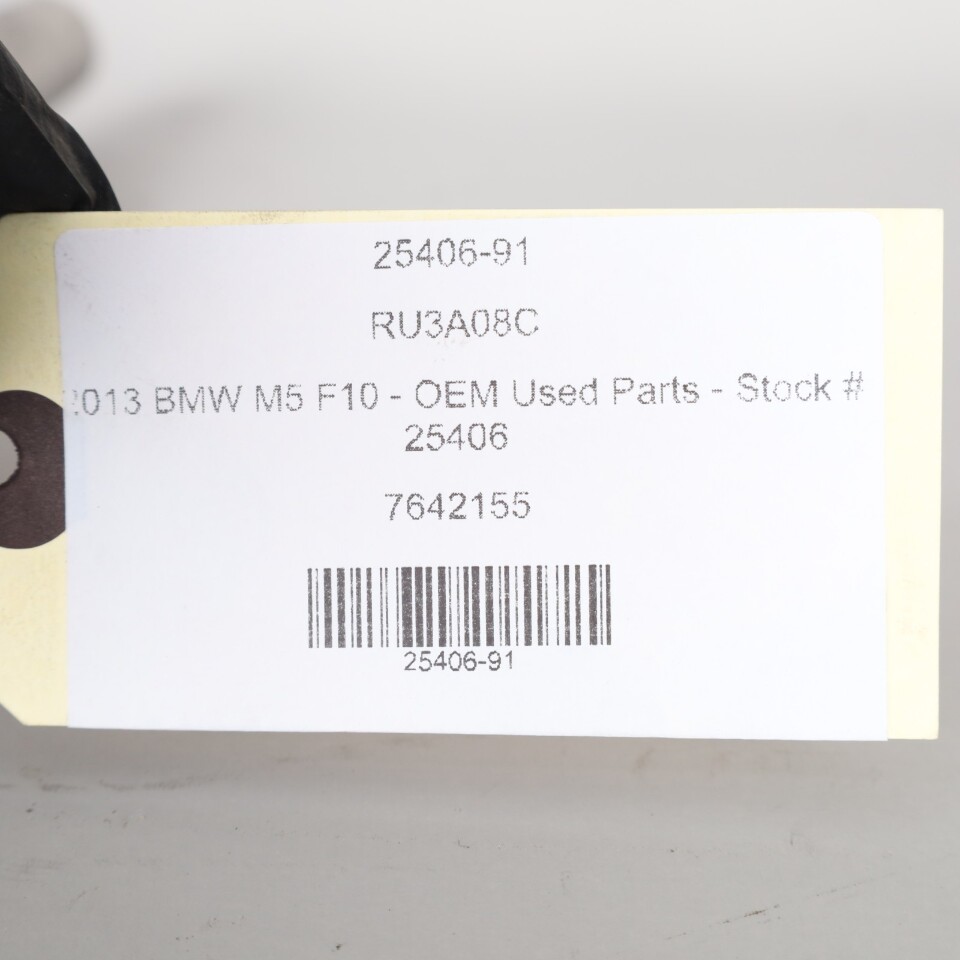 25406-91
RU3A08C
2013 BMW M5 F10 - OEM Used Parts - Stock #
25406
7642155
25406-91